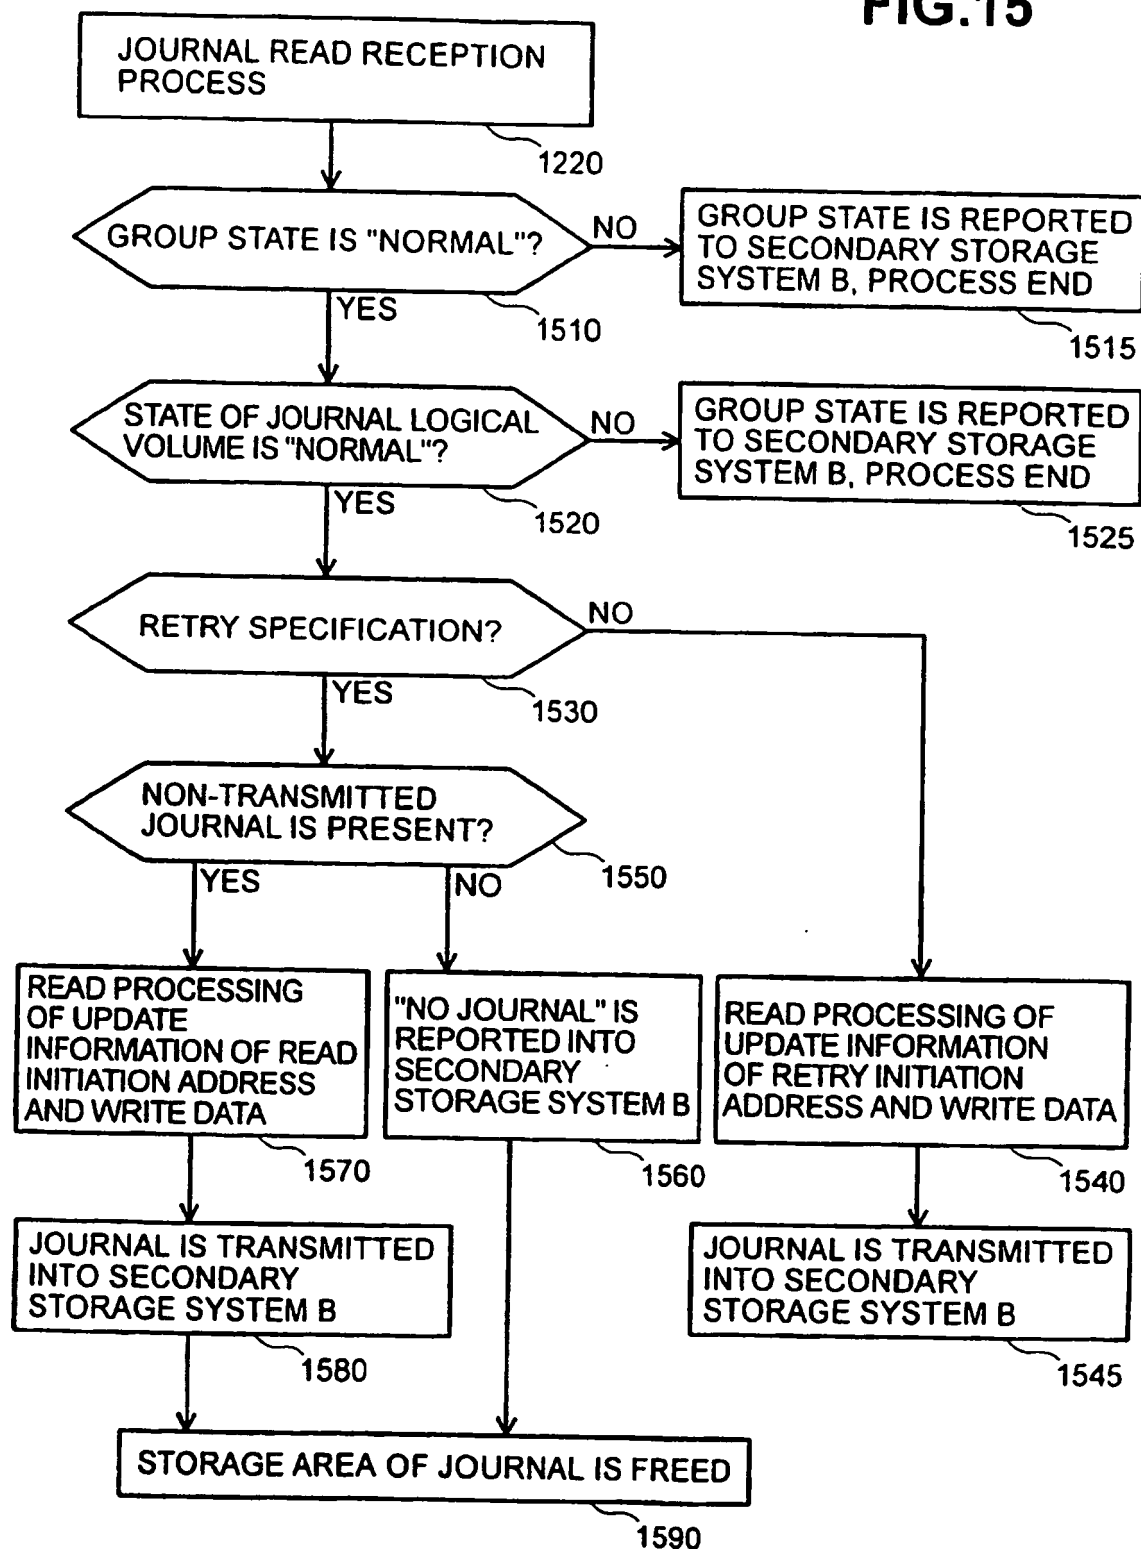 FIG.15
JOURNAL READ RECEPTION
PROCESS
1220
GROUP STATE IS "NORMAL"?
NO
GROUP STATE IS REPORTED
TO SECONDARY STORAGE
SYSTEM B, PROCESS END
YES
1510
1515
STATE OF JOURNAL LOGICAL
VOLUME IS "NORMAL"?
NO
GROUP STATE IS REPORTED
TO SECONDARY STORAGE
SYSTEM B, PROCESS END
YES
1520
1525
RETRY SPECIFICATION?
NO
YES
1530
NON-TRANSMITTED
JOURNAL IS PRESENT?
1550
YES
NO
READ PROCESSING
OF UPDATE
INFORMATION OF READ
INITIATION ADDRESS
AND WRITE DATA
1570
"NO JOURNAL" IS
REPORTED INTO
SECONDARY
STORAGE SYSTEM B
1560
READ PROCESSING OF
UPDATE INFORMATION
OF RETRY INITIATION
ADDRESS AND WRITE DATA
1540
JOURNAL IS TRANSMITTED
INTO SECONDARY
STORAGE SYSTEM B
1580
JOURNAL IS TRANSMITTED
INTO SECONDARY
STORAGE SYSTEM B
1545
STORAGE AREA OF JOURNAL IS FREED
1590